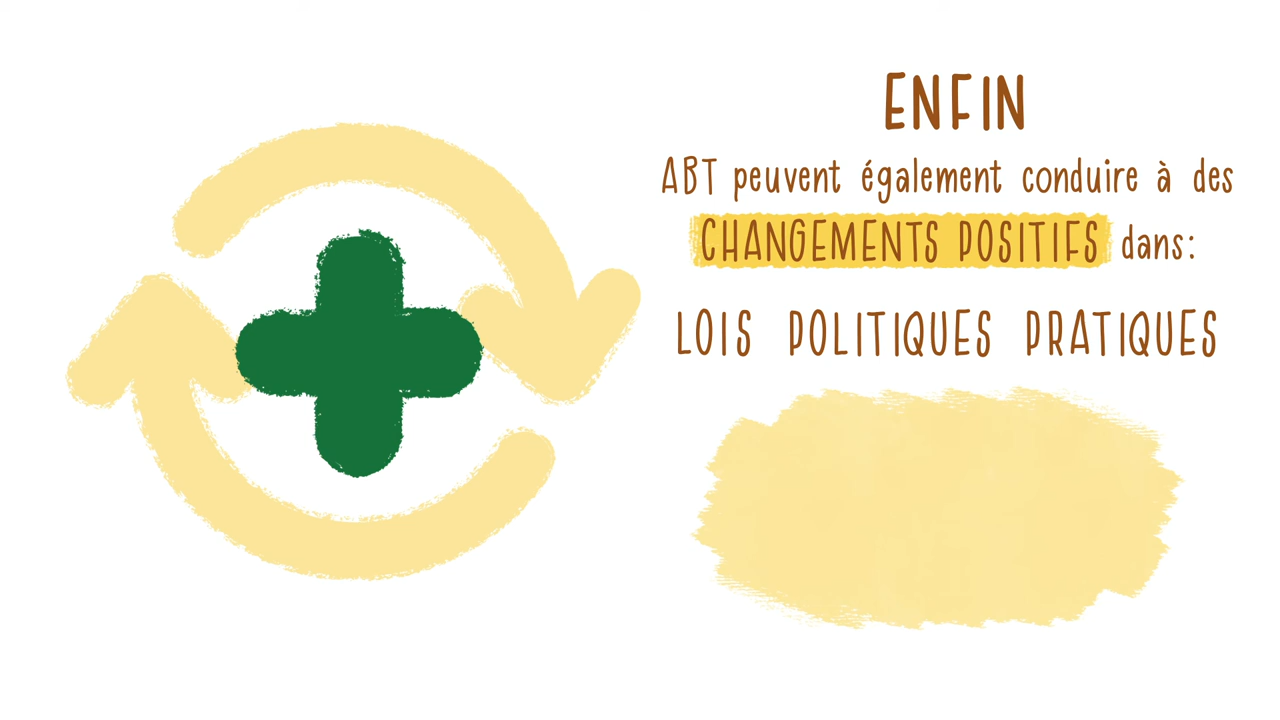 ENFIN
ABT peuvent également conduire à des
CHANGEMENTS POSITIFS dans:
LOIS POLITIQUES PRATIQUES